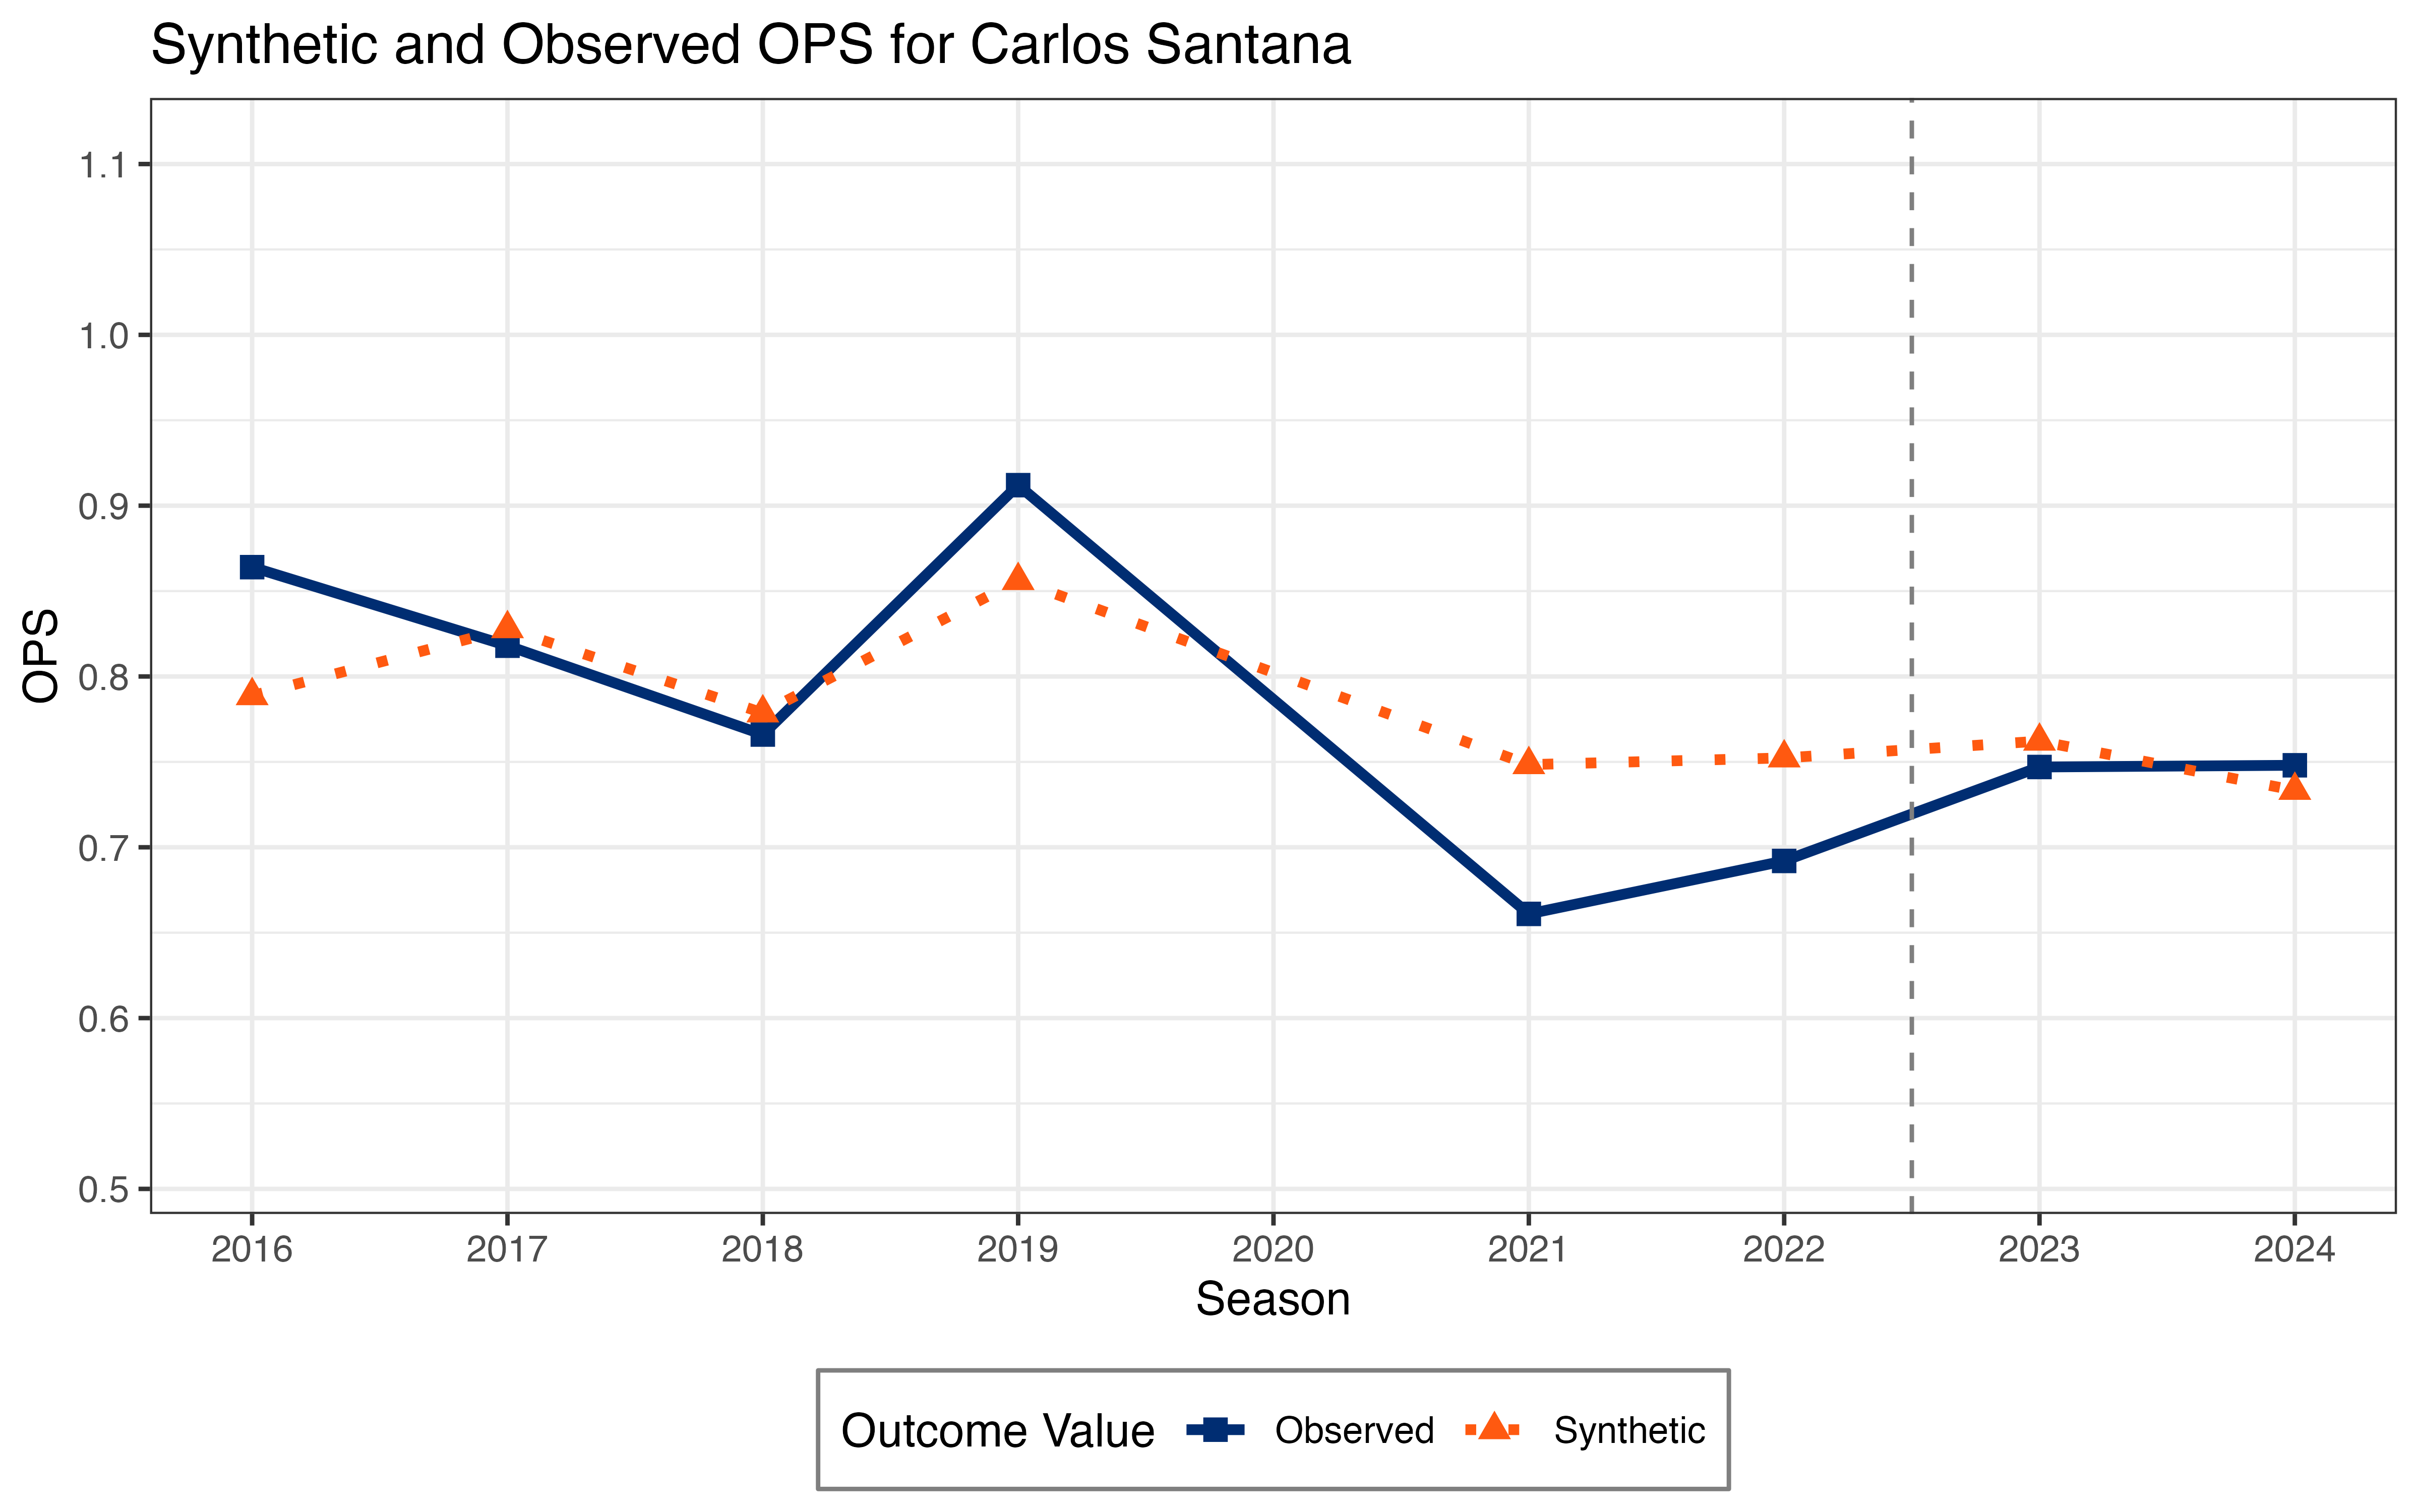 Synthetic and Observed OPS for Carlos Santana
1.1
1.0
0.9
0.8
0.7
0.6
0.5
OPS
2016 2017 2018 2019 2020 2021 2022 2023 2024
Season
Outcome Value Observed Synthetic